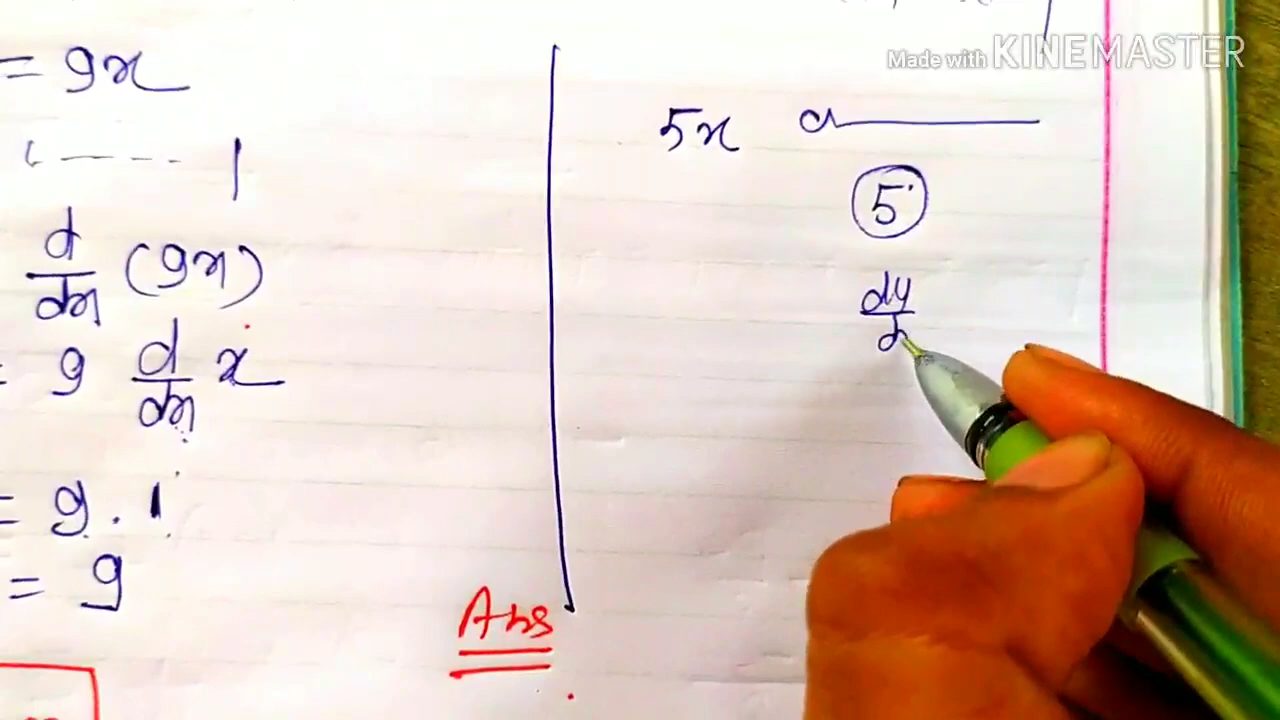 Made with KINEMASTER
= 9x
1
d/dx (9x)
= 9 d/dx x
= 9 . 1
= 9
Ans
5x
5
dy/d